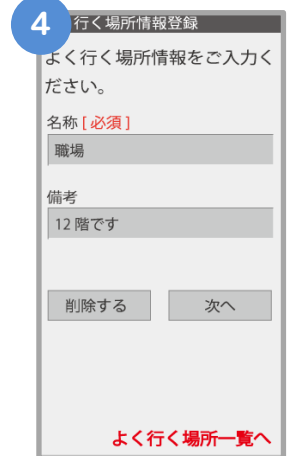 4
行く場所情報登録
よく行く場所情報をご入力く
ださい。
名称 [ 必須 ]
職場
備考
12 階です
削除する 次へ
よく行く場所一覧へ